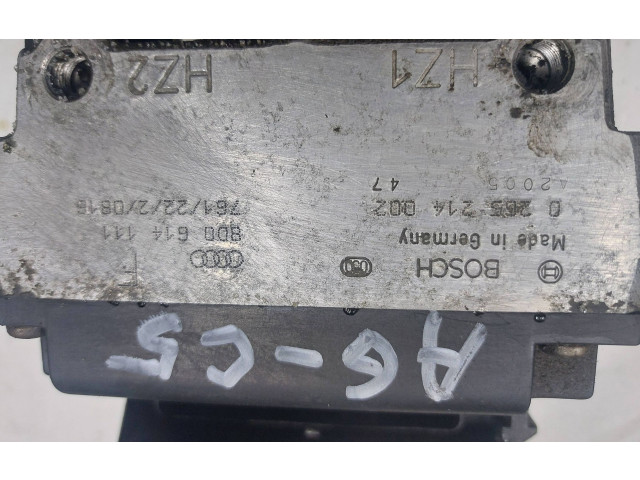 A6-C5
BOSCH
F
Made in Germany 8D0 614 111
0 265 214 002 761/22/2/0816
42005
47
HZ1 HZ2